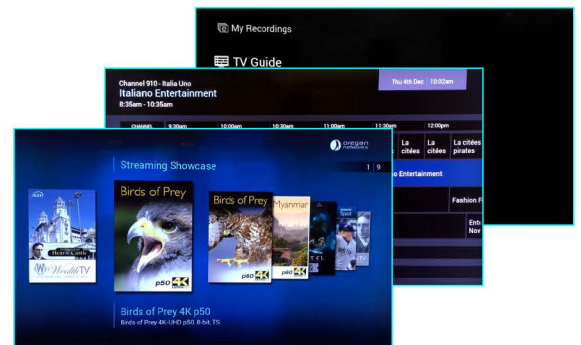 My Recordings
TV Guide
Channel 910 - Italia Uno
Italiano Entertainment
8:35am - 10:35am
Thu 4th Dec 10:02am
CHANNEL 9:30am 10:00am 10:30am 11:00am 11:30am 12:00pm
La citées
La citées
La citées pirates
o Entertainment
Fashion F
Ente
Nov
oregan
networks
Streaming Showcase
1 | 9
Hearst Castle
WealthTV
Birds of Prey
p50 4K
Birds of Prey
p60 4K
Myanmar
p60 4K
Sport
Birds of Prey 4K p50
Birds of Prey 4K-UHD p50, 8-bit, TS